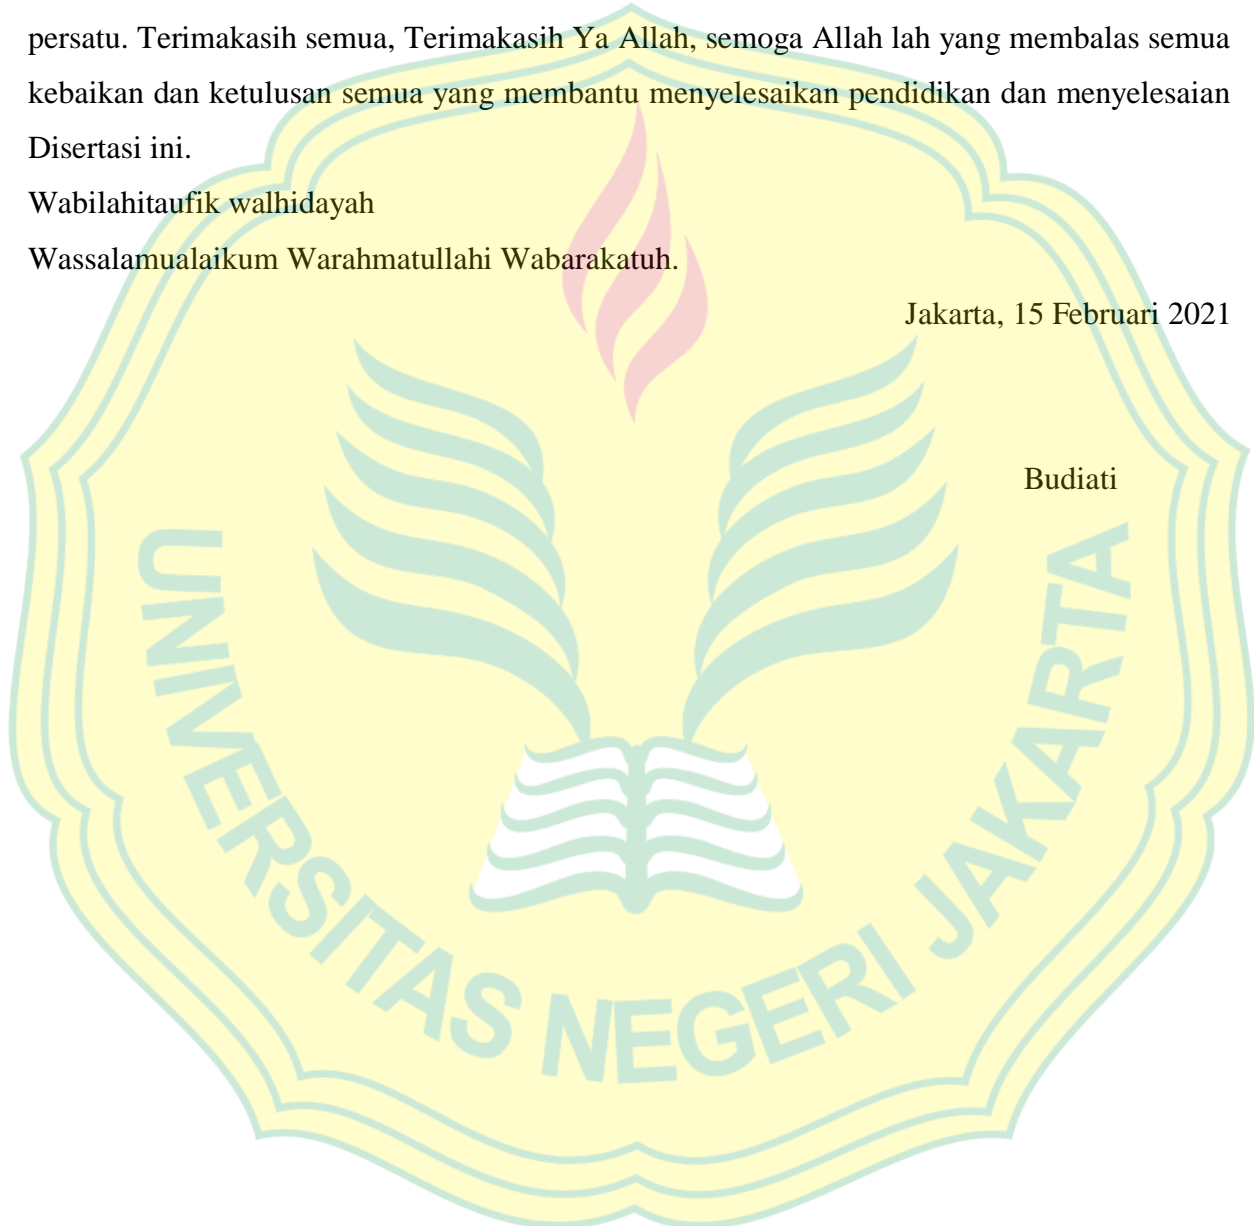 persatu. Terimakasih semua, Terimakasih Ya Allah, semoga Allah lah yang membalas semua
kebaikan dan ketulusan semua yang membantu menyelesaikan pendidikan dan menyelesaian
Disertasi ini.
Wabilahitaufik walhidayah
Wassalamualaikum Warahmatullahi Wabarakatuh.
Jakarta, 15 Februari 2021
Budiati
UNIVERSITAS NEGERI JAKARTA